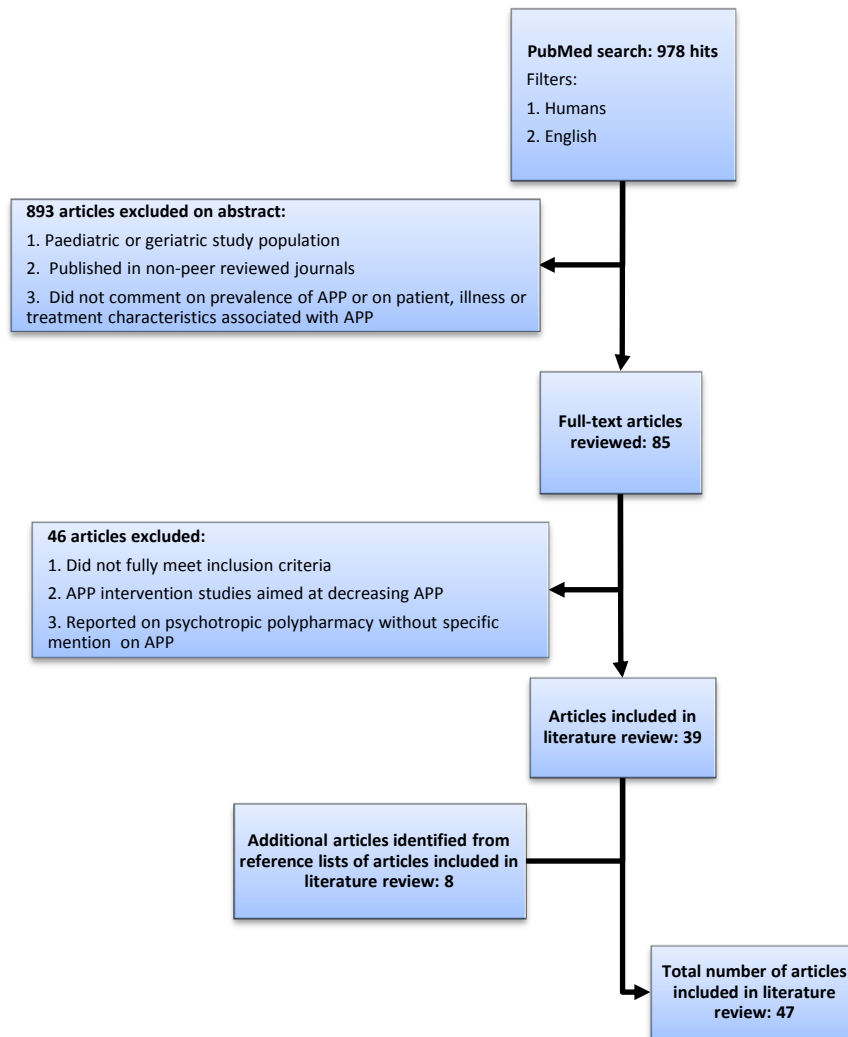 PubMed search: 978 hits
Filters:
1. Humans
2. English
893 articles excluded on abstract:
1. Paediatric or geriatric study population
2. Published in non-peer reviewed journals
3. Did not comment on prevalence of APP or on patient, illness or
treatment characteristics associated with APP
Full-text articles
reviewed: 85
46 articles excluded:
1. Did not fully meet inclusion criteria
2. APP intervention studies aimed at decreasing APP
3. Reported on psychotropic polypharmacy without specific
mention on APP
Articles included in
literature review: 39
Additional articles identified from
reference lists of articles included in
literature review: 8
Total number of articles
included in literature
review: 47